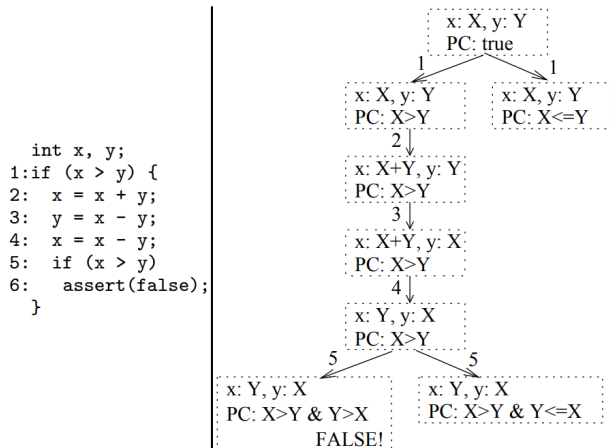 int x, y;
1:if (x > y) {
2: x = x + y;
3: y = x - y;
4: x = x - y;
5: if (x > y)
6: assert(false);
}
x: X, y: Y
PC: true
1
1
x: X, y: Y
PC: X>Y
x: X, y: Y
PC: X<=Y
2
x: X+Y, y: Y
PC: X>Y
3
x: X+Y, y: X
PC: X>Y
4
x: Y, y: X
PC: X>Y
5
5
x: Y, y: X
PC: X>Y & Y>X
FALSE!
x: Y, y: X
PC: X>Y & Y<=X